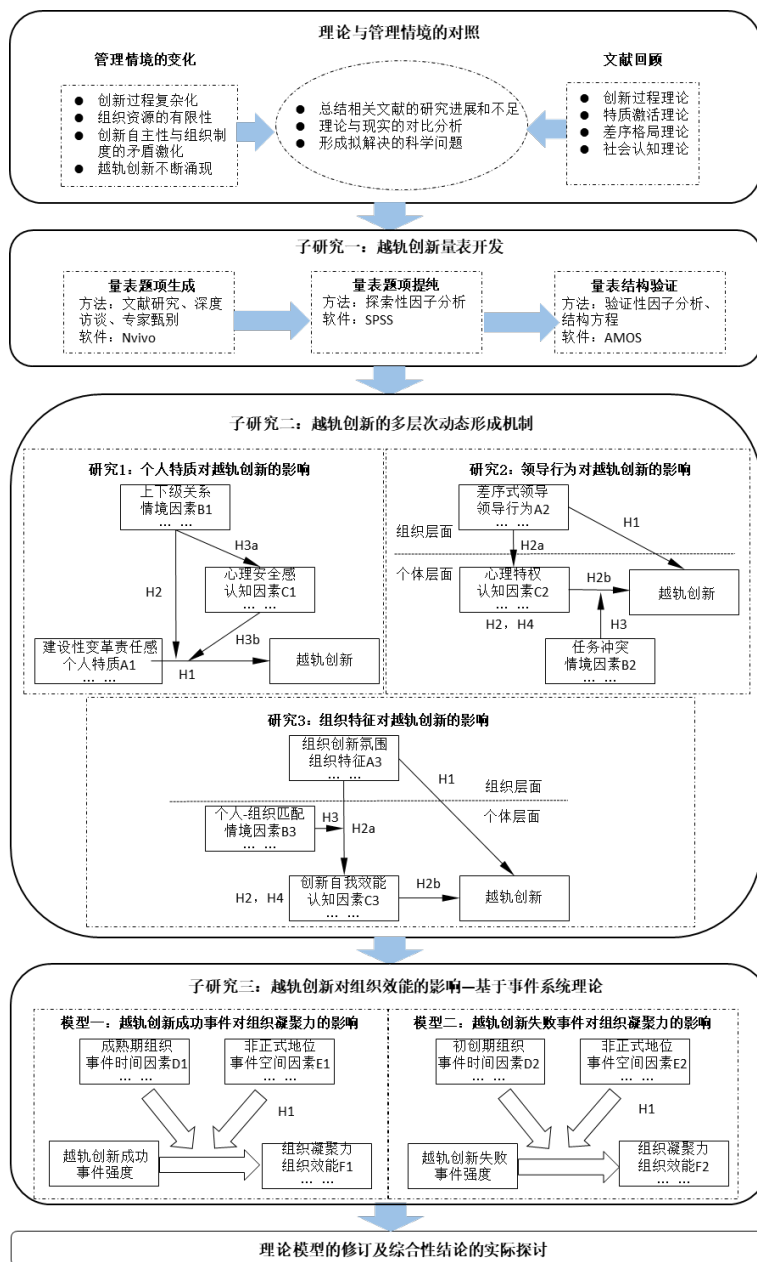 理论与管理情境的对照
管理情境的变化
● 创新过程复杂化
● 组织资源的有限性
● 创新自主性与组织制
度的矛盾激化
● 越轨创新不断涌现
● 总结相关文献的研究进展和不足
● 理论与现实的对比分析
● 形成拟解决的科学问题
文献回顾
● 创新过程理论
● 特质激活理论
● 差序格局理论
● 社会认知理论
子研究一：越轨创新量表开发
量表题项生成
方法：文献研究、深度
访谈、专家甄别
软件：Nvivo
量表题项提纯
方法：探索性因子分析
软件：SPSS
量表结构验证
方法：验证性因子分析、
结构方程
软件：AMOS
子研究二：越轨创新的多层次动态形成机制
研究1：个人特质对越轨创新的影响
上下级关系
情境因素B1
… …
H3a
H2
心理安全感
认知因素C1
… …
H3b
建设性变革责任感
个人特质A1
… …
H1
越轨创新
研究2：领导行为对越轨创新的影响
差序式领导
领导行为A2
… …
H1
组织层面
H2a
个体层面
心理特权
认知因素C2
… …
H2b
越轨创新
H2，H4
H3
任务冲突
情境因素B2
… …
研究3：组织特征对越轨创新的影响
组织创新氛围
组织特征A3
… …
H1
组织层面
个体层面
个人-组织匹配
情境因素B3
… …
H3
H2a
创新自我效能
认知因素C3
… …
H2，H4
H2b
越轨创新
子研究三：越轨创新对组织效能的影响—基于事件系统理论
模型一：越轨创新成功事件对组织凝聚力的影响
成熟期组织
事件时间因素D1
… …
非正式地位
事件空间因素E1
… …
H1
越轨创新成功
事件强度
组织凝聚力
组织效能F1
… …
模型二：越轨创新失败事件对组织凝聚力的影响
初创期组织
事件时间因素D2
… …
非正式地位
事件空间因素E2
… …
H1
越轨创新失败
事件强度
组织凝聚力
组织效能F2
… …
理论模型的修订及综合性结论的实际探讨